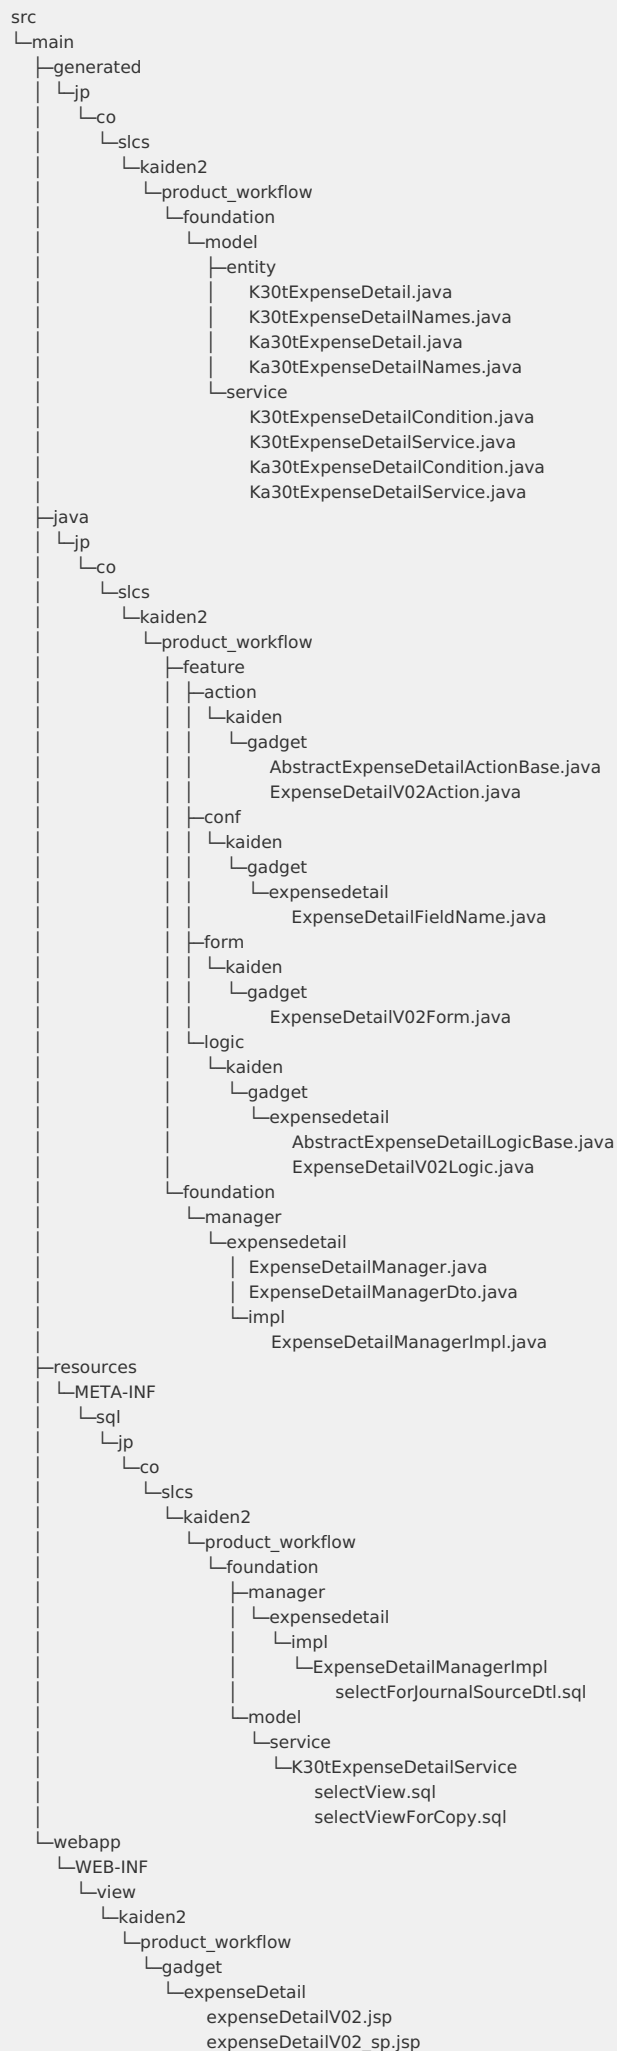 src
└─main
├─generated
│ └─jp
│ └─co
│ └─slcs
│ └─kaiden2
│ └─product_workflow
│ └─foundation
│ └─model
│ ├─entity
│ │ K30tExpenseDetail.java
│ │ K30tExpenseDetailNames.java
│ │ Ka30tExpenseDetail.java
│ │ Ka30tExpenseDetailNames.java
│ └─service
│ K30tExpenseDetailCondition.java
│ K30tExpenseDetailService.java
│ Ka30tExpenseDetailCondition.java
│ Ka30tExpenseDetailService.java
├─java
│ └─jp
│ └─co
│ └─slcs
│ └─kaiden2
│ └─product_workflow
│ ├─feature
│ │ ├─action
│ │ │ └─kaiden
│ │ │ └─gadget
│ │ │ AbstractExpenseDetailActionBase.java
│ │ │ ExpenseDetailV02Action.java
│ │ ├─conf
│ │ │ └─kaiden
│ │ │ └─gadget
│ │ │ └─expensedetail
│ │ │ ExpenseDetailFieldName.java
│ │ ├─form
│ │ │ └─kaiden
│ │ │ └─gadget
│ │ │ ExpenseDetailV02Form.java
│ │ └─logic
│ │ └─kaiden
│ │ └─gadget
│ │ └─expensedetail
│ │ AbstractExpenseDetailLogicBase.java
│ │ ExpenseDetailV02Logic.java
│ └─foundation
│ └─manager
│ └─expensedetail
│ │ ExpenseDetailManager.java
│ │ ExpenseDetailManagerDto.java
│ └─impl
│ ExpenseDetailManagerImpl.java
├─resources
│ └─META-INF
│ └─sql
│ └─jp
│ └─co
│ └─slcs
│ └─kaiden2
│ └─product_workflow
│ └─foundation
│ ├─manager
│ │ └─expensedetail
│ │ └─impl
│ │ └─ExpenseDetailManagerImpl
│ │ selectForJournalSourceDtl.sql
│ └─model
│ └─service
│ └─K30tExpenseDetailService
│ selectView.sql
│ selectViewForCopy.sql
└─webapp
└─WEB-INF
└─view
└─kaiden2
└─product_workflow
└─gadget
└─expenseDetail
expenseDetailV02.jsp
expenseDetailV02_sp.jsp